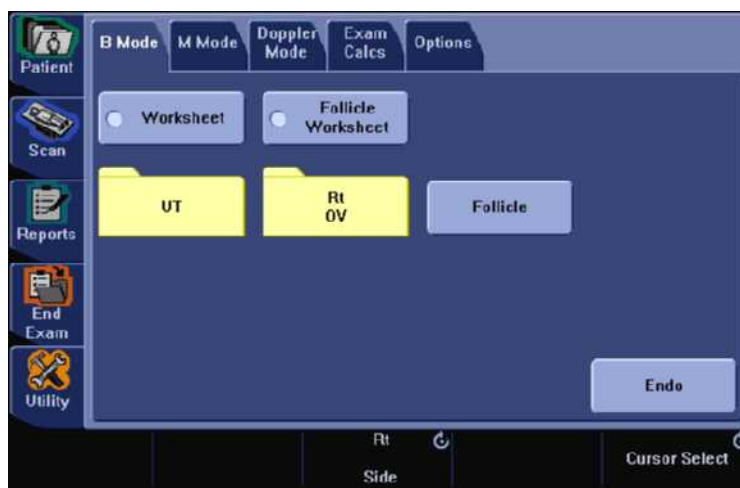 Patient
B Mode
M Mode
Doppler
Mode
Exam
Calcs
Options
Scan
Worksheet
Follicle
Worksheet
Reports
UT
Rt
OV
Follicle
End
Exam
Utility
Endo
Rt
Side
Cursor Select